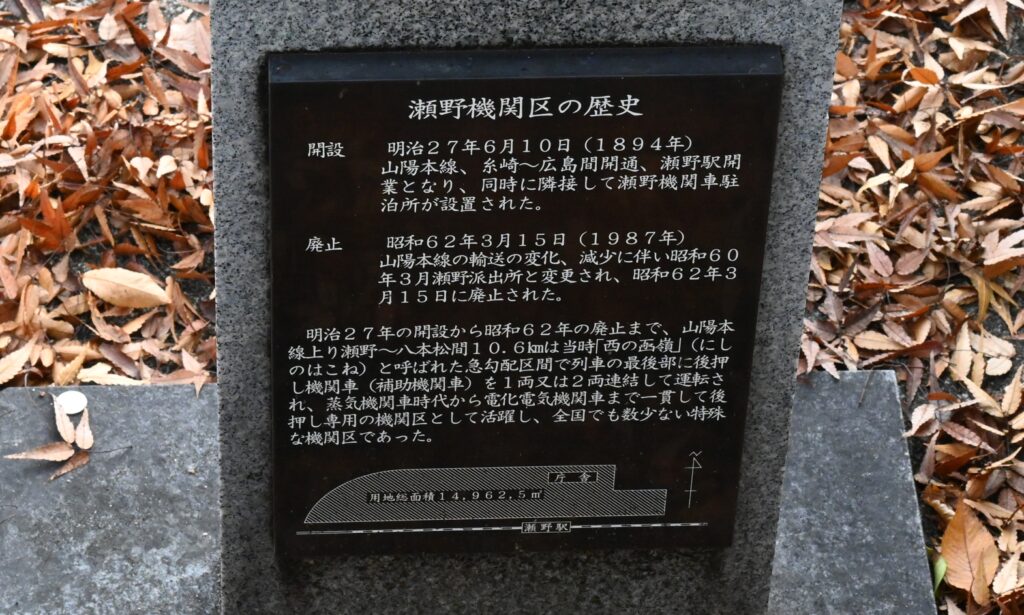 瀬野機関区の歴史
開設 明治27年6月10日(1894年)
山陽本線、糸崎~広島間開通、瀬野駅開
業となり、同時に隣接して瀬野機関車駐
泊所が設置された。
廃止 昭和62年3月15日(1987年)
山陽本線の輸送の変化、減少に伴い昭和60
年3月瀬野派出所と変更され、昭和62年3
月15日に廃止された。
明治27年の開設から昭和62年の廃止まで、山陽本
線上り瀬野~八本松間10.6㎞は当時「西の函嶺」(にし
のはこね)と呼ばれた急勾配区間で列車の最後部に後押
し機関車(補助機関車)を1両又は2両連結して運転さ
れ、蒸気機関車時代から電化電気機関車まで一貫して後
押し専用の機関区として活躍し、全国でも数少ない特殊
な機関区であった。
庁舎
用地総面積14,962,5㎡
瀬野駅